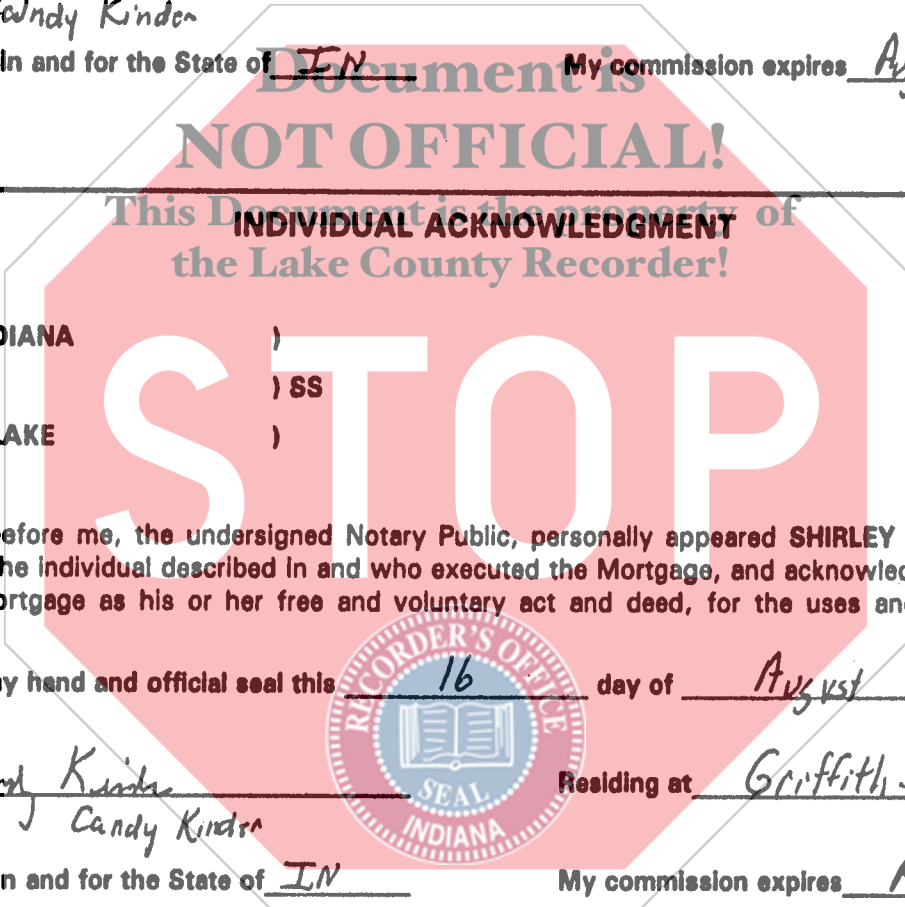 Candy Kinder
in and for the State of IN My commission expires
Document is
NOT OFFICIAL!
This Document is the property of
INDIVIDUAL ACKNOWLEDGMENT
the Lake County Recorder!
DIANA )
) SS
AKE )
STOP
efore me, the undersigned Notary Public, personally appeared SHIRLEY
he individual described in and who executed the Mortgage, and acknowled
ortgage as his or her free and voluntary act and deed, for the uses and
y hand and official seal this 16 day of August
Kinder Residing at Griffith
Candy Kinder
RECORDER'S OFFICE
SEAL
INDIANA
n and for the State of IN My commission expires